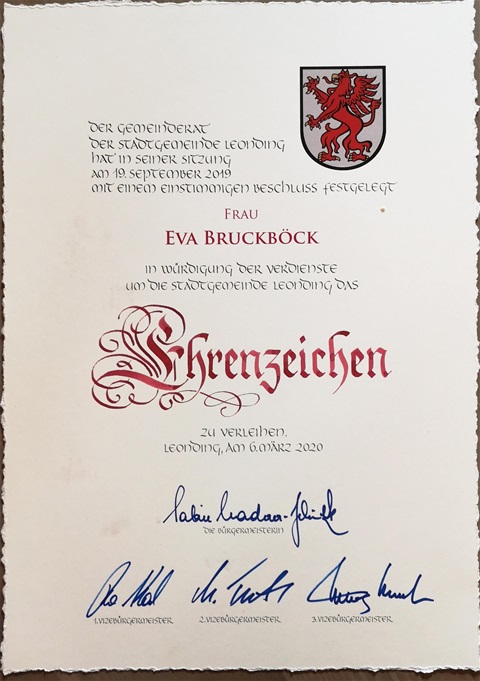 DER GEMEINDERAT
DER STADTGEMEINDE LEONDING
HAT IN SEINER SITZUNG
AM 19. SEPTEMBER 2019
MIT EINEM EINSTIMMIGEN BESCHLUSS FESTGELEGT
FRAU
EVA BRUCKBÖCK
IN WÜRDIGUNG DER VERDIENSTE
UM DIE STADTGEMEINDE LEONDING DAS
Ehrenzeichen
ZU VERLEIHEN.
LEONDING, AM 6. MÄRZ 2020
DIE BÜRGERMEISTERIN
1. VIZEBÜRGERMEISTER 2. VIZEBÜRGERMEISTER 3. VIZEBÜRGERMEISTER